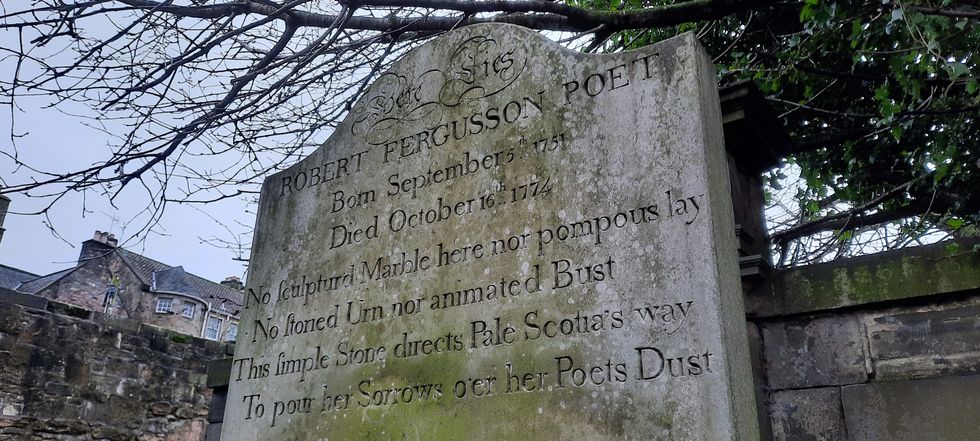 Here Lies
ROBERT FERGUSSON POET
Born September 5th 1751
Died October 16th 1774
No ſculptur'd Marble here nor pompous lay
No ſtoried Urn nor animated Bust
This ſimple Stone directs Pale Scotia's way
To pour her Sorrows o'er her Poets Dust